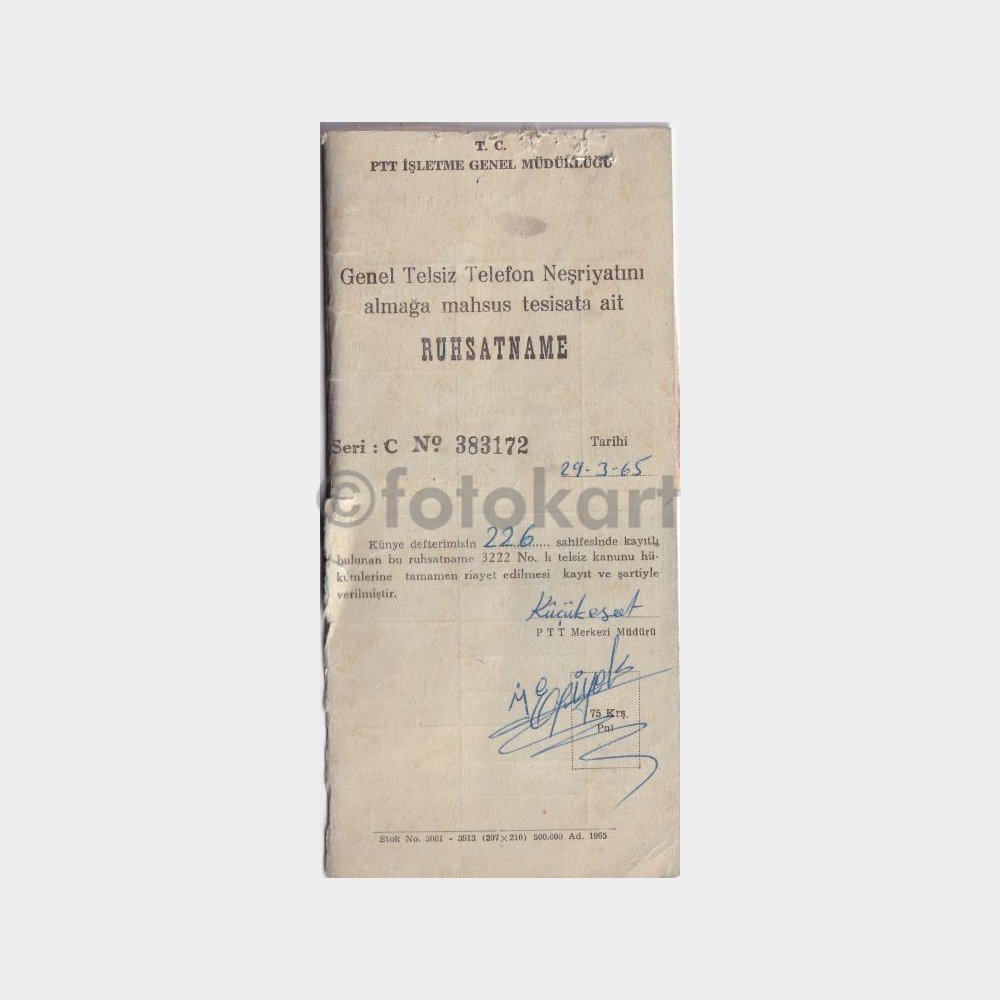 T. C.
PTT İŞLETME GENEL MÜDÜRLÜĞÜ
Genel Telsiz Telefon Neşriyatını
almağa mahsus tesisata ait
RUHSATNAME
Seri : C № 383172
Tarihi
29-3-65
©fotokart
Künye defterimizin 226 sahifesinde kayıtlı
bulunan bu ruhsatname 3222 No. lı telsiz kanunu hü-
kümlerine tamamen riayet edilmesi kayıt ve şartiyle
verilmiştir.
Küçükesat
PTT Merkezi Müdürü
75 Krş.
Pul
Stok No. 3001 - 3913 (297×210) 500.000 Ad. 1965